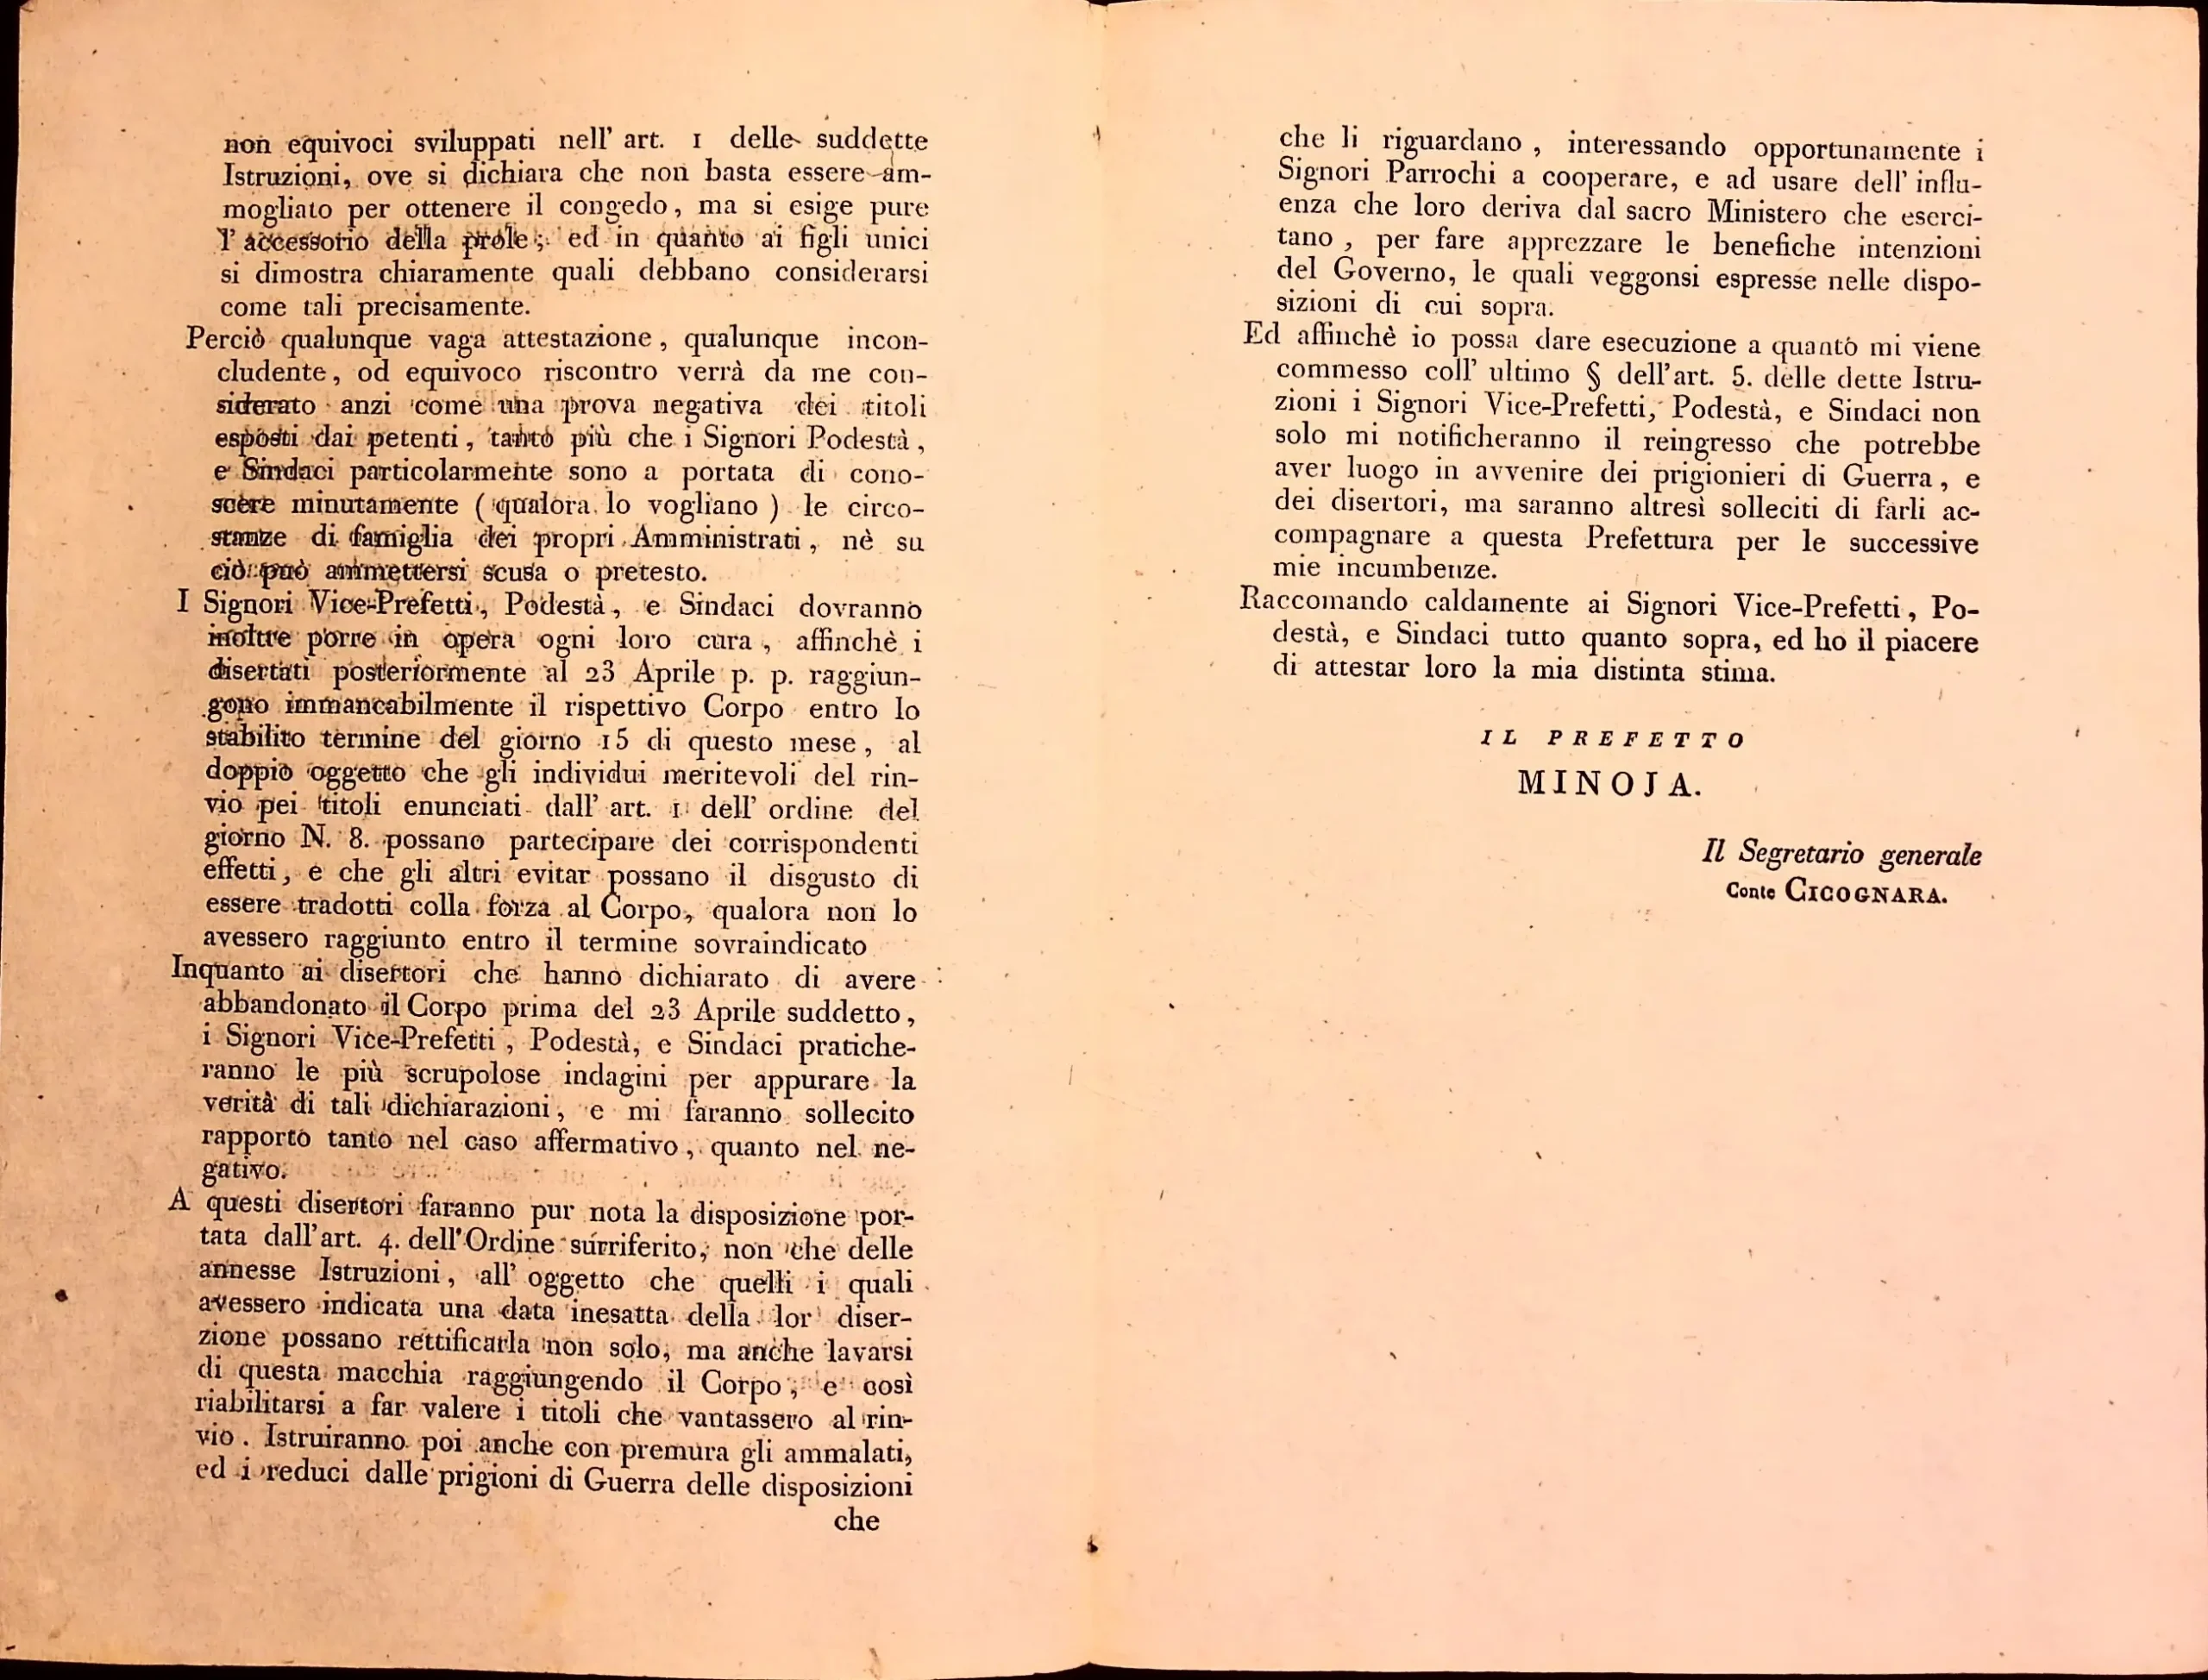 non equivoci sviluppati nell' art. 1 delle suddette
Istruzioni, ove si dichiara che non basta essere am-
mogliato per ottenere il congedo, ma si esige pure
l' accessorio della prole; ed in quanto ai figli unici
si dimostra chiaramente quali debbano considerarsi
come tali precisamente.
Perciò qualunque vaga attestazione, qualunque incon-
cludente, od equivoco riscontro verrà da me con-
siderato anzi come una prova negativa dei titoli
esposti dai petenti, tanto più che i Signori Podestà,
e Sindaci particolarmente sono a portata di cono-
scere minutamente (qualora lo vogliano) le circo-
stanze di famiglia dei propri Amministrati, nè su
ciò può ammettersi scusa o pretesto.
I Signori Vice-Prefetti, Podestà, e Sindaci dovranno
inoltre porre in opera ogni loro cura, affinchè i
disertati posteriormente al 23 Aprile p. p. raggiun-
gono immancabilmente il rispettivo Corpo entro lo
stabilito termine del giorno 15 di questo mese, al
doppio oggetto che gli individui meritevoli del rin-
vio pei titoli enunciati dall' art. 1 dell' ordine del
giorno N. 8. possano partecipare dei corrispondenti
effetti, e che gli altri evitar possano il disgusto di
essere tradotti colla forza al Corpo, qualora non lo
avessero raggiunto entro il termine sovraindicato
Inquanto ai disertori che hanno dichiarato di avere
abbandonato il Corpo prima del 23 Aprile suddetto,
i Signori Vice-Prefetti, Podestà, e Sindaci pratiche-
ranno le più scrupolose indagini per appurare la
verità di tali dichiarazioni, e mi faranno sollecito
rapporto tanto nel caso affermativo, quanto nel ne-
gativo.
A questi disertori faranno pur nota la disposizione por-
tata dall'art. 4. dell'Ordine surriferito, non che delle
annesse Istruzioni, all' oggetto che quelli i quali
avessero indicata una data inesatta della lor diser-
zione possano rettificarla non solo, ma anche lavarsi
di questa macchia raggiungendo il Corpo, e così
riabilitarsi a far valere i titoli che vantassero al rin-
vio. Istruiranno poi anche con premura gli ammalati,
ed i reduci dalle prigioni di Guerra delle disposizioni
che
che li riguardano, interessando opportunamente i
Signori Parrochi a cooperare, e ad usare dell' influ-
enza che loro deriva dal sacro Ministero che eserci-
tano, per fare apprezzare le benefiche intenzioni
del Governo, le quali veggonsi espresse nelle dispo-
sizioni di cui sopra.
Ed affinchè io possa dare esecuzione a quanto mi viene
commesso coll' ultimo § dell'art. 5. delle dette Istru-
zioni i Signori Vice-Prefetti, Podestà, e Sindaci non
solo mi notificheranno il reingresso che potrebbe
aver luogo in avvenire dei prigionieri di Guerra, e
dei disertori, ma saranno altresì solleciti di farli ac-
compagnare a questa Prefettura per le successive
mie incumbenze.
Raccomando caldamente ai Signori Vice-Prefetti, Po-
destà, e Sindaci tutto quanto sopra, ed ho il piacere
di attestar loro la mia distinta stima.
IL PREFETTO
MINOJA.
Il Segretario generale
Conte CICOGNARA.